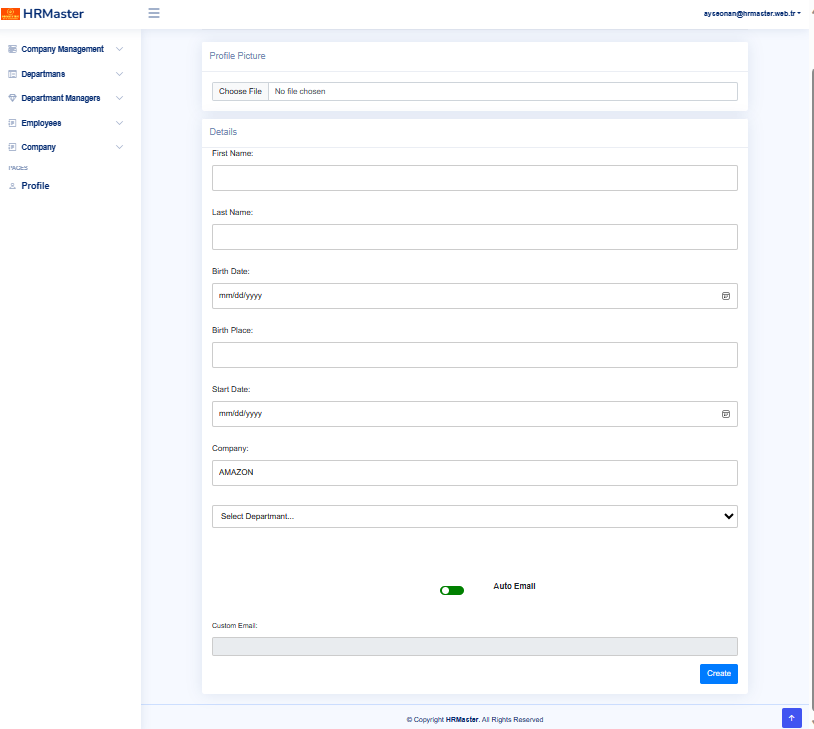 HRMaster
aysaonan@hrmaster.web.tr
Company Management
Departmans
Departmant Managers
Employees
Company
PAGES
Profile
Profile Picture
Choose File No file chosen
Details
First Name:
Last Name:
Birth Date:
mm/dd/yyyy
Birth Place:
Start Date:
mm/dd/yyyy
Company:
AMAZON
Select Departmant...
Auto Email
Custom Email:
Create
© Copyright HRMaster. All Rights Reserved